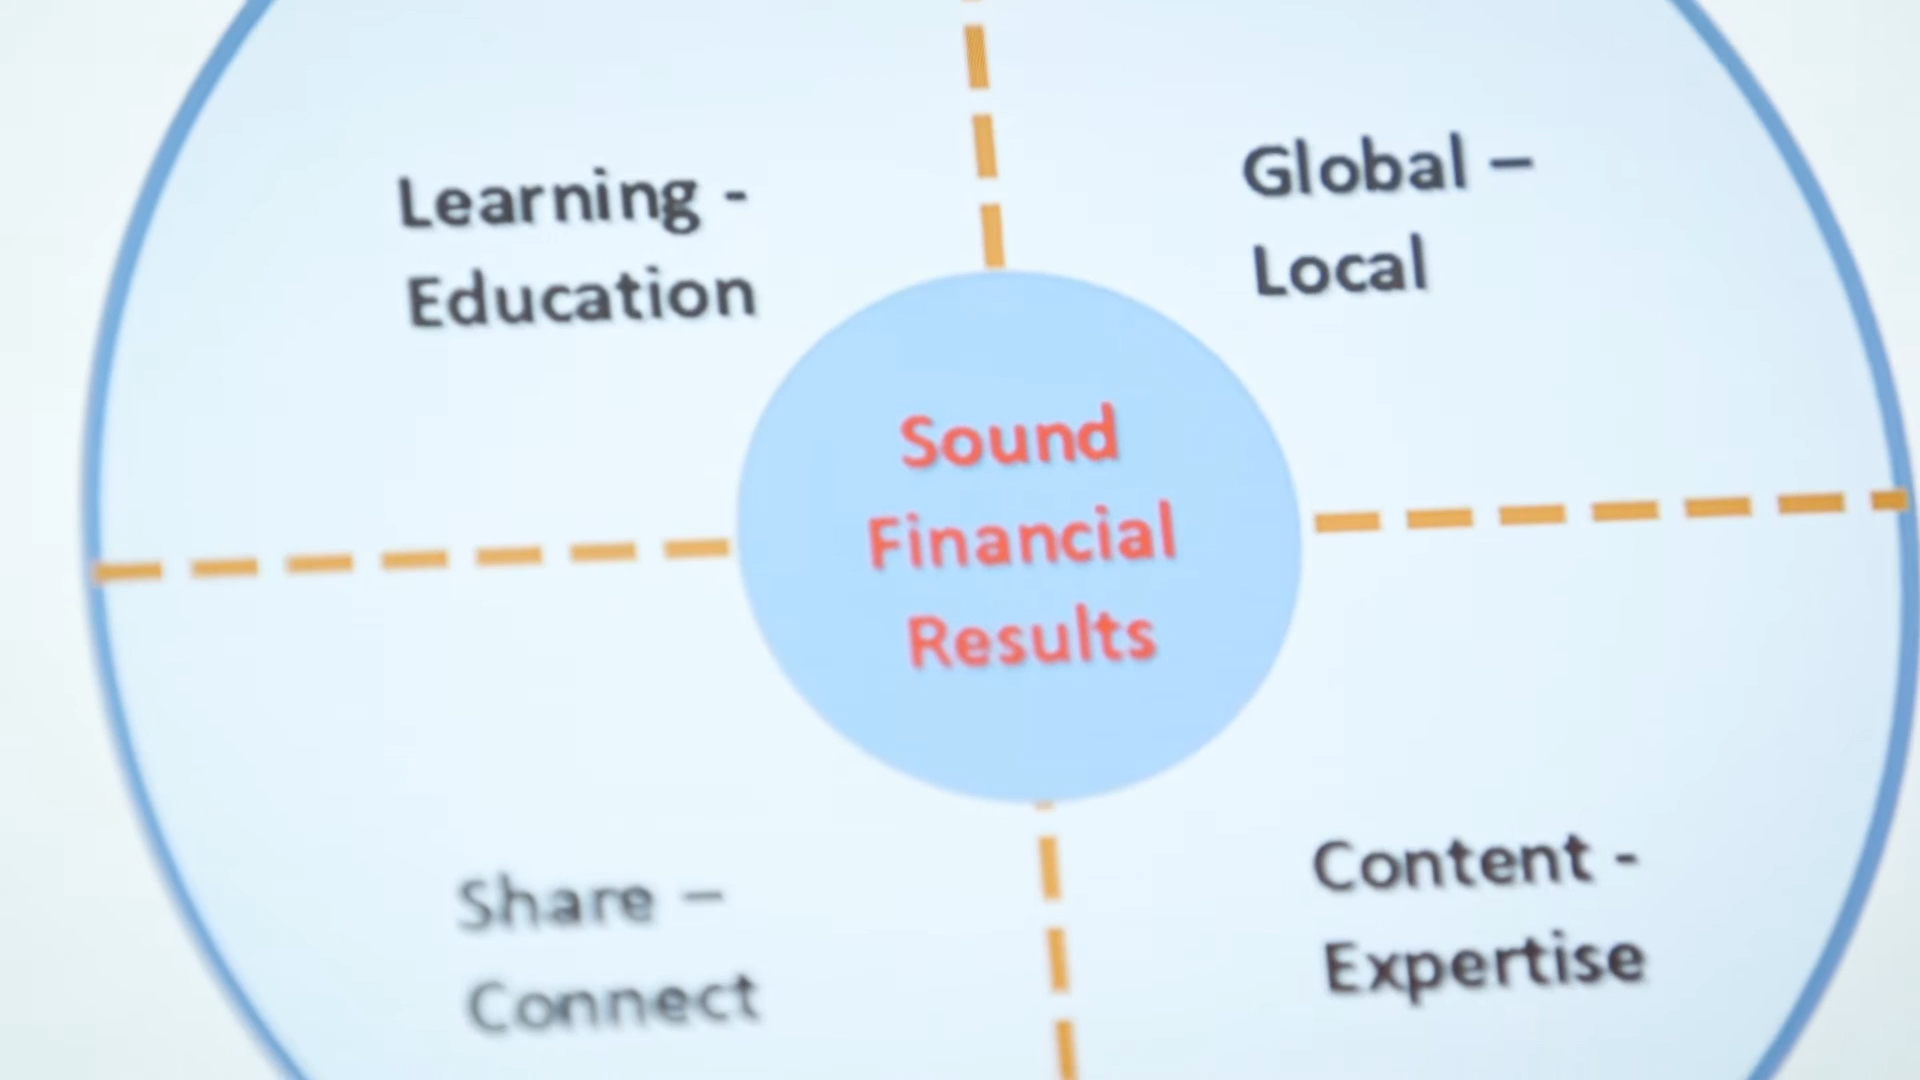 Learning -
Education
Global –
Local
Sound
Financial
Results
Share –
Connect
Content -
Expertise